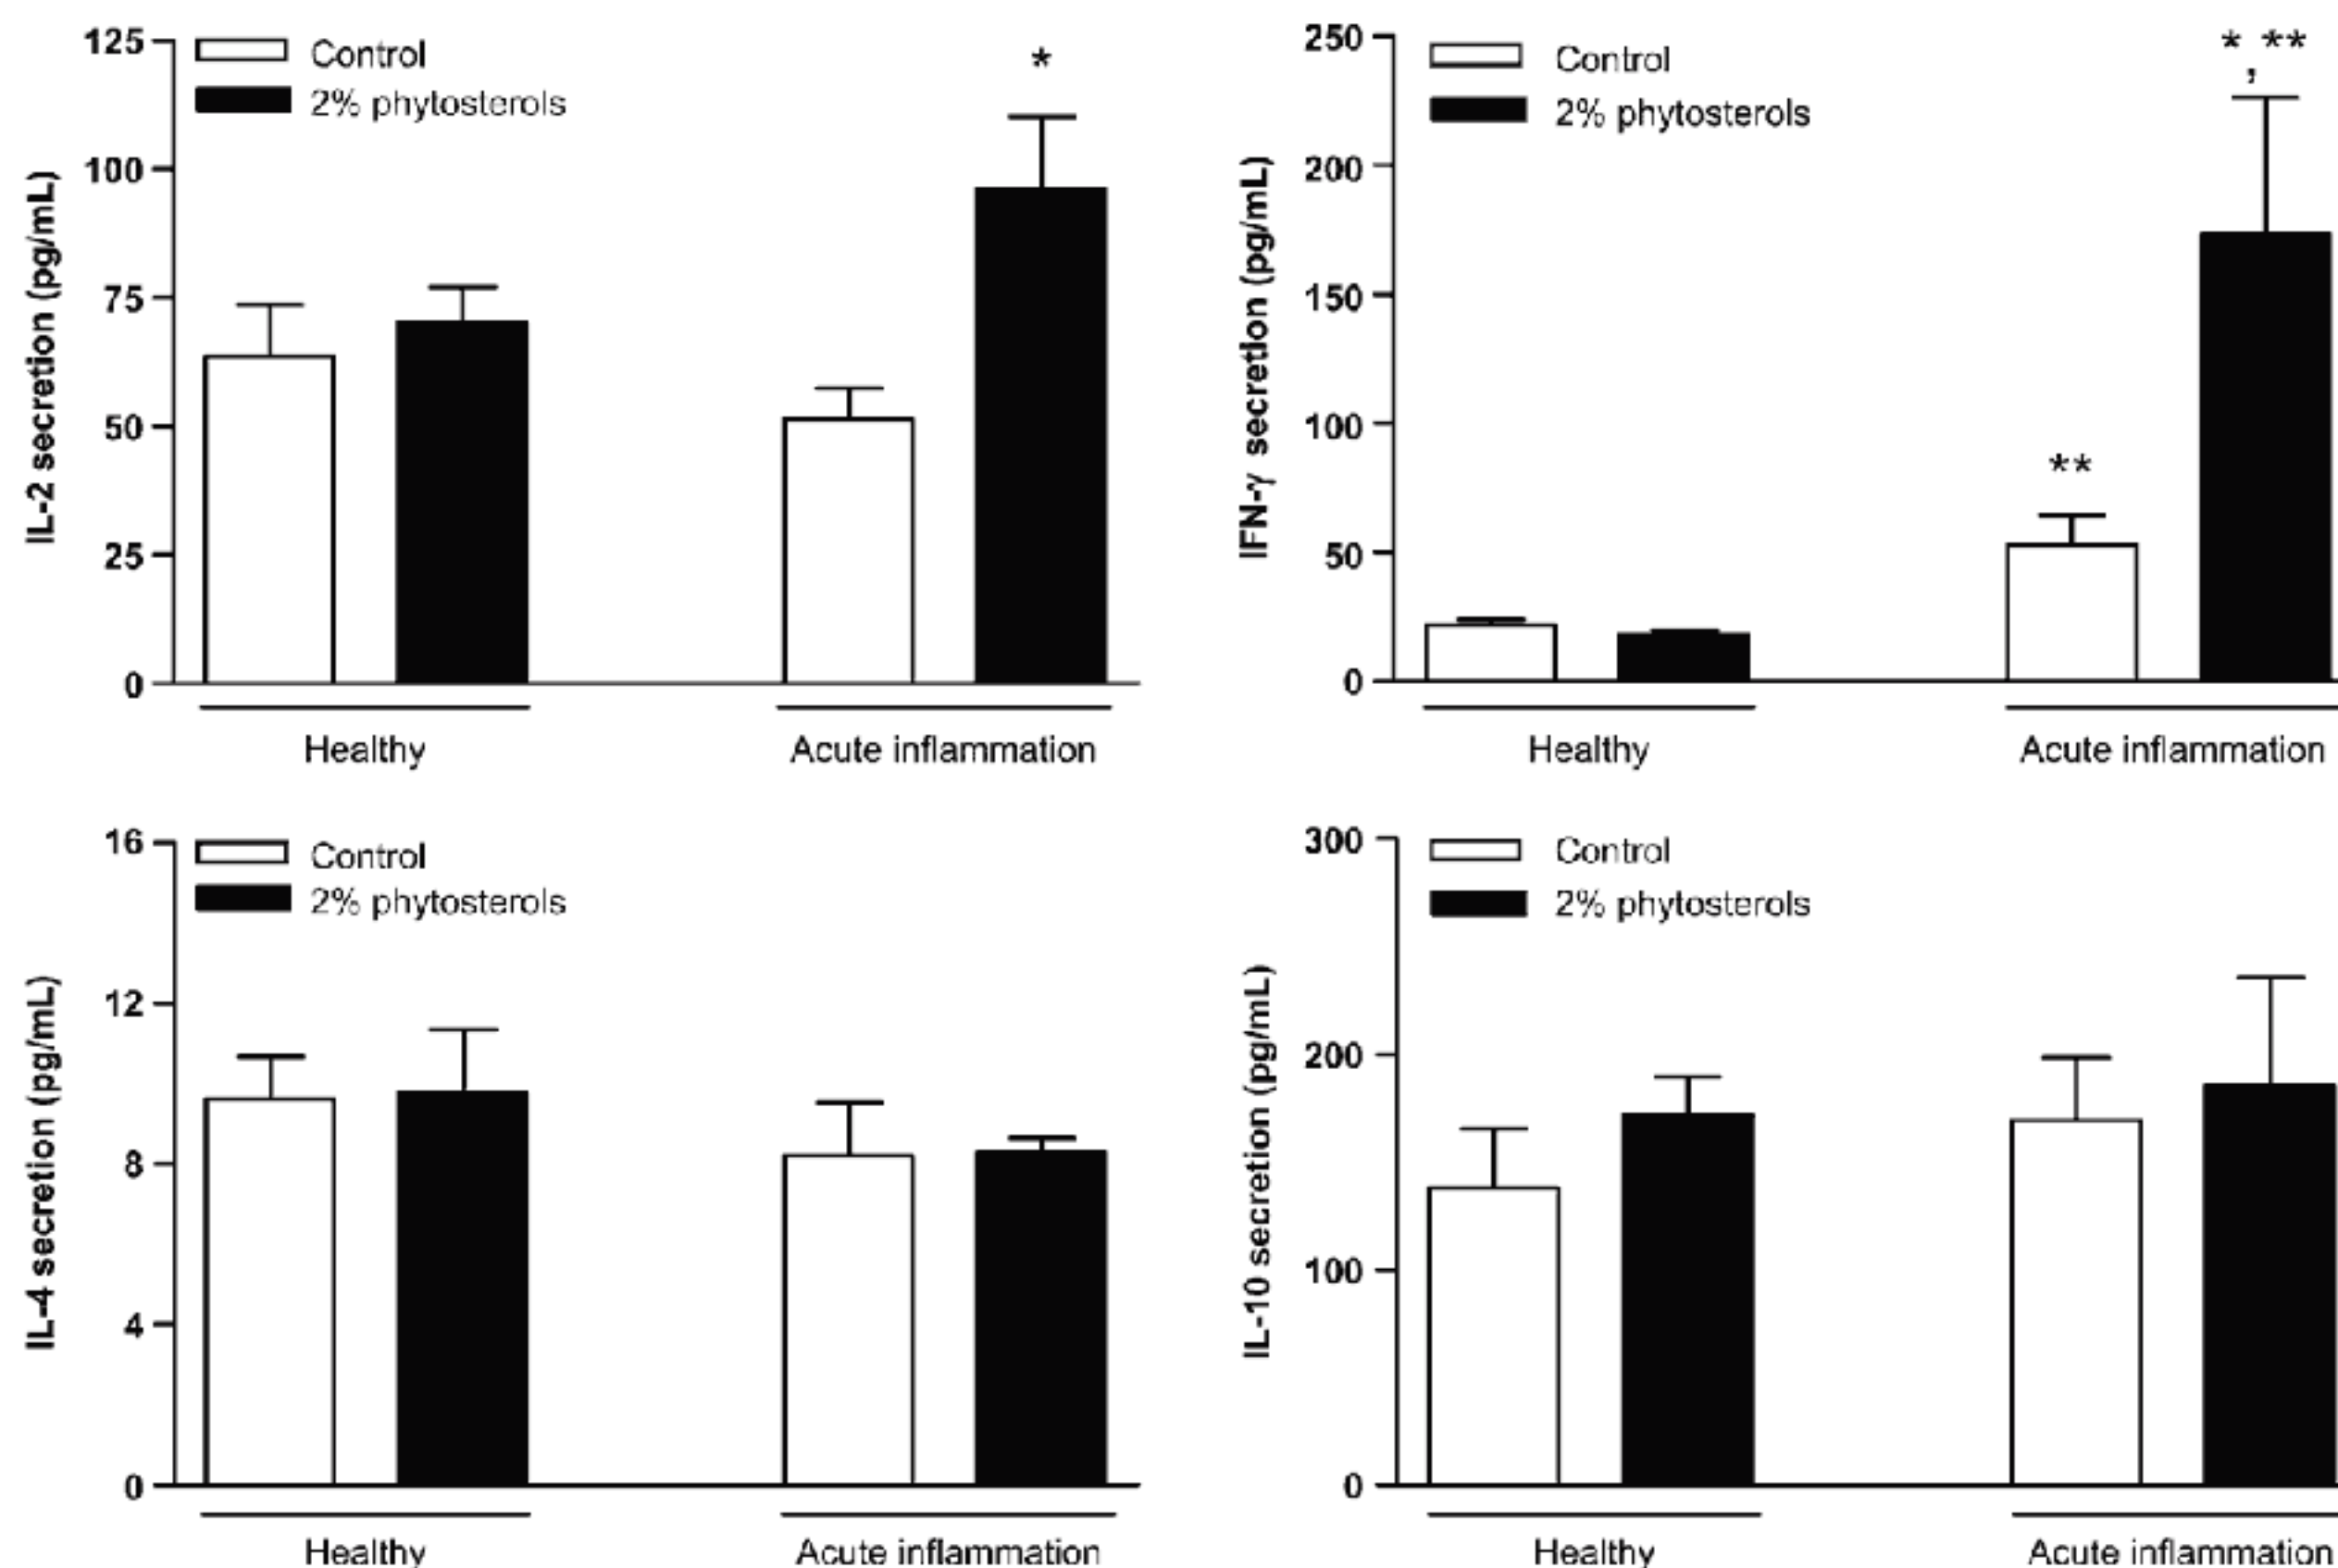 IL-2 secretion (pg/mL)
125
100
75
50
25
0
Control
2% phytosterols
*
Healthy
Acute inflammation
IFN-γ secretion (pg/mL)
250
200
150
100
50
0
Control
2% phytosterols
**
*,**
Healthy
Acute inflammation
IL-4 secretion (pg/mL)
16
12
8
4
0
Control
2% phytosterols
Healthy
Acute inflammation
IL-10 secretion (pg/mL)
300
200
100
0
Control
2% phytosterols
Healthy
Acute inflammation